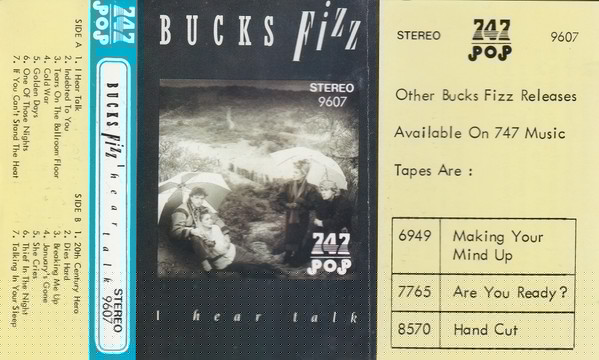 SIDE A
1. I Hear Talk
2. Indebted To You
3. Tears On The Ballroom Floor
4. Cold War
5. Golden Days
6. One Of Those Nights
7. If You Can't Stand The Heat
SIDE B
1. 20th Century Hero
2. Dies Hard
3. Breaking Me Up
4. January's Gone
5. She Cries
6. Thief In The Night
7. Talking In Your Sleep
747
POP
BUCKS Fizz I hear talk
STEREO
9607
BUCKS Fizz
STEREO
9607
747
POP
I hear talk
STEREO
747
POP
9607
Other Bucks Fizz Releases
Available On 747 Music
Tapes Are :
6949 Making Your
Mind Up
7765 Are You Ready ?
8570 Hand Cut